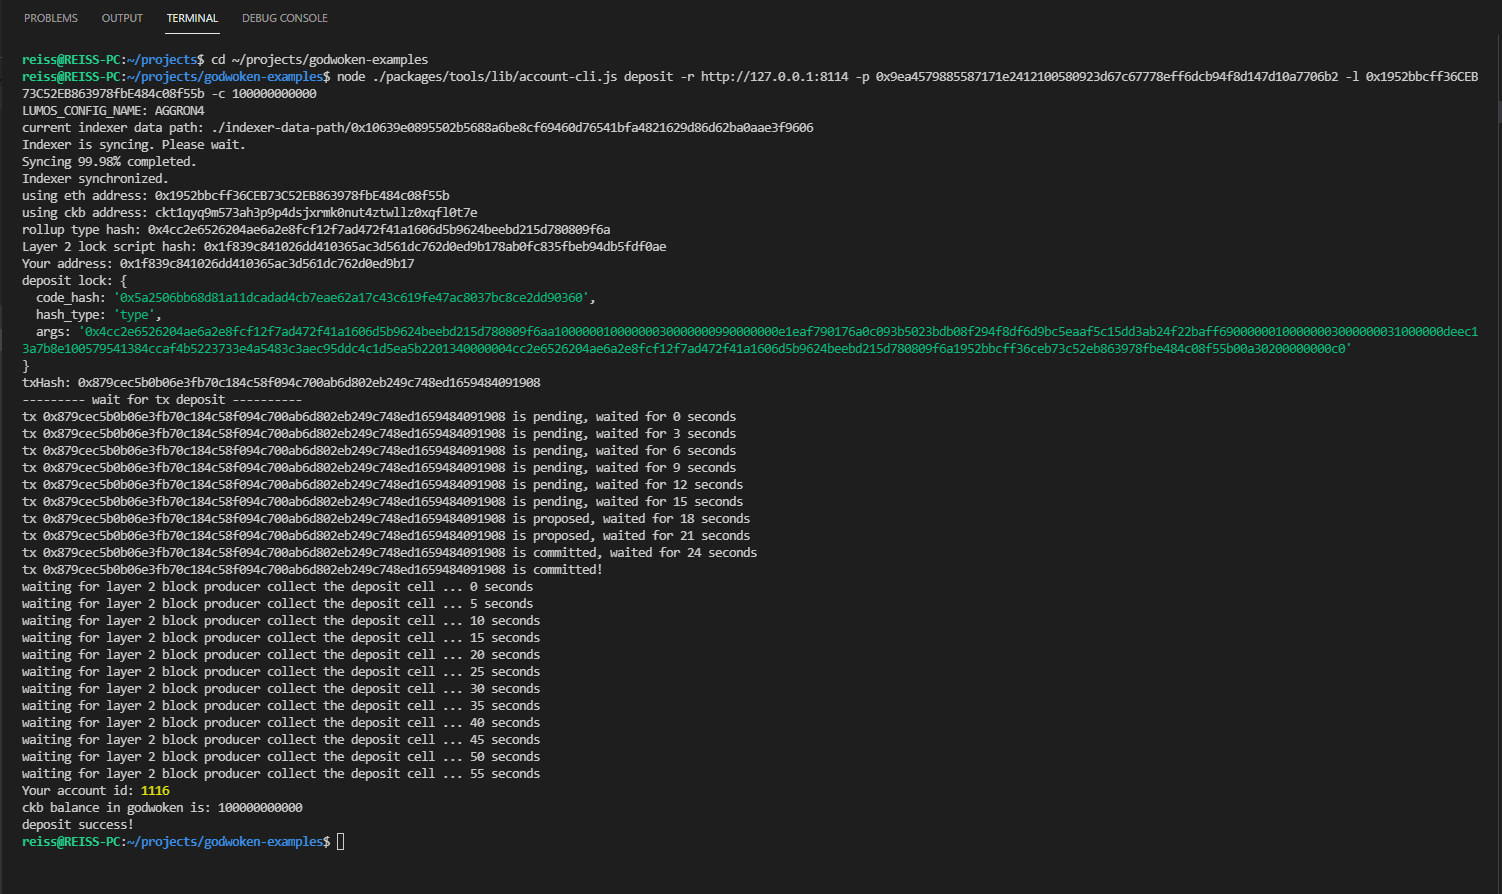 PROBLEMS OUTPUT TERMINAL DEBUG CONSOLE
reiss@REISS-PC:~/projects$ cd ~/projects/godwoken-examples
reiss@REISS-PC:~/projects/godwoken-examples$ node ./packages/tools/lib/account-cli.js deposit -r http://127.0.0.1:8114 -p 0x9ea4579885587171e2412100580923d67c67778eff6dcb94f8d147d10a7706b2 -l 0x1952bbcff36CEB
73C52EB863978fbE484c08f55b -c 100000000000
LUMOS_CONFIG_NAME: AGGRON4
current indexer data path: ./indexer-data-path/0x10639e0895502b5688a6be8cf69460d76541bfa4821629d86d62ba0aae3f9606
Indexer is syncing. Please wait.
Syncing 99.98% completed.
Indexer synchronized.
using eth address: 0x1952bbcff36CEB73C52EB863978fbE484c08f55b
using ckb address: ckt1qyq9m573ah3p9p4dsjxrmk0nut4ztwllz0xqfl0t7e
rollup type hash: 0x4cc2e6526204ae6a2e8fcf12f7ad472f41a1606d5b9624beebd215d780809f6a
Layer 2 lock script hash: 0x1f839c841026dd410365ac3d561dc762d0ed9b178ab0fc835fbeb94db5fdf0ae
Your address: 0x1f839c841026dd410365ac3d561dc762d0ed9b17
deposit lock: {
code_hash: '0x5a2506bb68d81a11dcadad4cb7eae62a17c43c619fe47ac8037bc8ce2dd90360',
hash_type: 'type',
args: '0x4cc2e6526204ae6a2e8fcf12f7ad472f41a1606d5b9624beebd215d780809f6aa10000001000000030000000990000000e1eaf790176a0c093b5023bdb08f294f8df6d9bc5eaaf5c15dd3ab24f22baff69000000010000000300000031000000deec1
3a7b8e100579541384ccaf4b5223733e4a5483c3aec95ddc4c1d5ea5b2201340000004cc2e6526204ae6a2e8fcf12f7ad472f41a1606d5b9624beebd215d780809f6a1952bbcff36ceb73c52eb863978fbe484c08f55b00a30200000000c0'
}
txHash: 0x879cec5b0b06e3fb70c184c58f094c700ab6d802eb249c748ed1659484091908
--------- wait for tx deposit ----------
tx 0x879cec5b0b06e3fb70c184c58f094c700ab6d802eb249c748ed1659484091908 is pending, waited for 0 seconds
tx 0x879cec5b0b06e3fb70c184c58f094c700ab6d802eb249c748ed1659484091908 is pending, waited for 3 seconds
tx 0x879cec5b0b06e3fb70c184c58f094c700ab6d802eb249c748ed1659484091908 is pending, waited for 6 seconds
tx 0x879cec5b0b06e3fb70c184c58f094c700ab6d802eb249c748ed1659484091908 is pending, waited for 9 seconds
tx 0x879cec5b0b06e3fb70c184c58f094c700ab6d802eb249c748ed1659484091908 is pending, waited for 12 seconds
tx 0x879cec5b0b06e3fb70c184c58f094c700ab6d802eb249c748ed1659484091908 is pending, waited for 15 seconds
tx 0x879cec5b0b06e3fb70c184c58f094c700ab6d802eb249c748ed1659484091908 is proposed, waited for 18 seconds
tx 0x879cec5b0b06e3fb70c184c58f094c700ab6d802eb249c748ed1659484091908 is proposed, waited for 21 seconds
tx 0x879cec5b0b06e3fb70c184c58f094c700ab6d802eb249c748ed1659484091908 is committed, waited for 24 seconds
tx 0x879cec5b0b06e3fb70c184c58f094c700ab6d802eb249c748ed1659484091908 is committed!
waiting for layer 2 block producer collect the deposit cell ... 0 seconds
waiting for layer 2 block producer collect the deposit cell ... 5 seconds
waiting for layer 2 block producer collect the deposit cell ... 10 seconds
waiting for layer 2 block producer collect the deposit cell ... 15 seconds
waiting for layer 2 block producer collect the deposit cell ... 20 seconds
waiting for layer 2 block producer collect the deposit cell ... 25 seconds
waiting for layer 2 block producer collect the deposit cell ... 30 seconds
waiting for layer 2 block producer collect the deposit cell ... 35 seconds
waiting for layer 2 block producer collect the deposit cell ... 40 seconds
waiting for layer 2 block producer collect the deposit cell ... 45 seconds
waiting for layer 2 block producer collect the deposit cell ... 50 seconds
waiting for layer 2 block producer collect the deposit cell ... 55 seconds
Your account id: 1116
ckb balance in godwoken is: 100000000000
deposit success!
reiss@REISS-PC:~/projects/godwoken-examples$